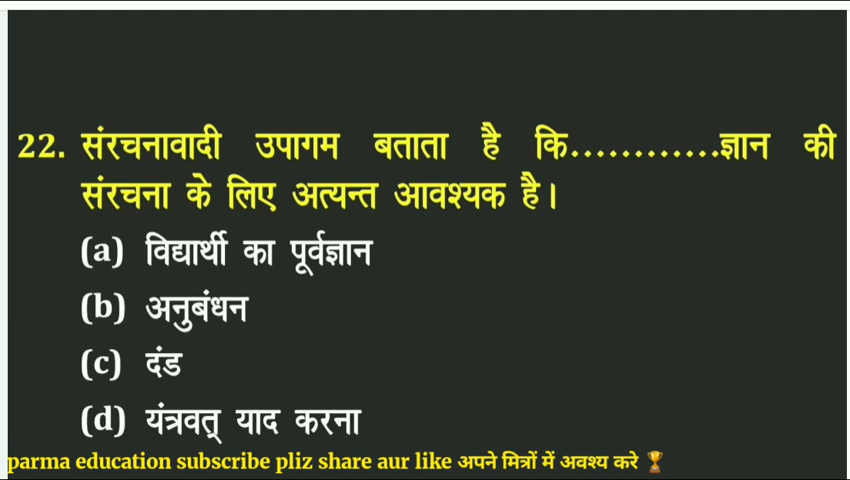 22. संरचनावादी उपागम बताता है कि............ज्ञान की
संरचना के लिए अत्यन्त आवश्यक है।
(a) विद्यार्थी का पूर्वज्ञान
(b) अनुबंधन
(c) दंड
(d) यंत्रवत् याद करना
parma education subscribe pliz share aur like अपने मित्रों में अवश्य करे 🏆